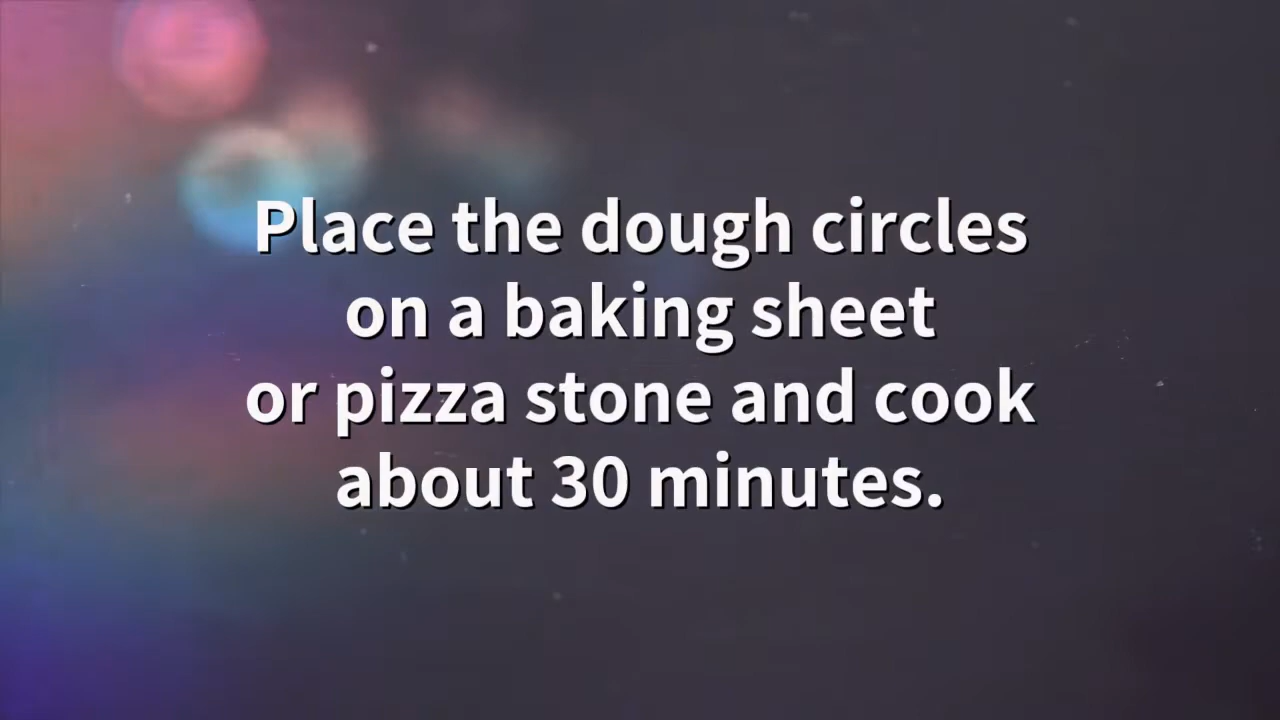 Place the dough circles
on a baking sheet
or pizza stone and cook
about 30 minutes.